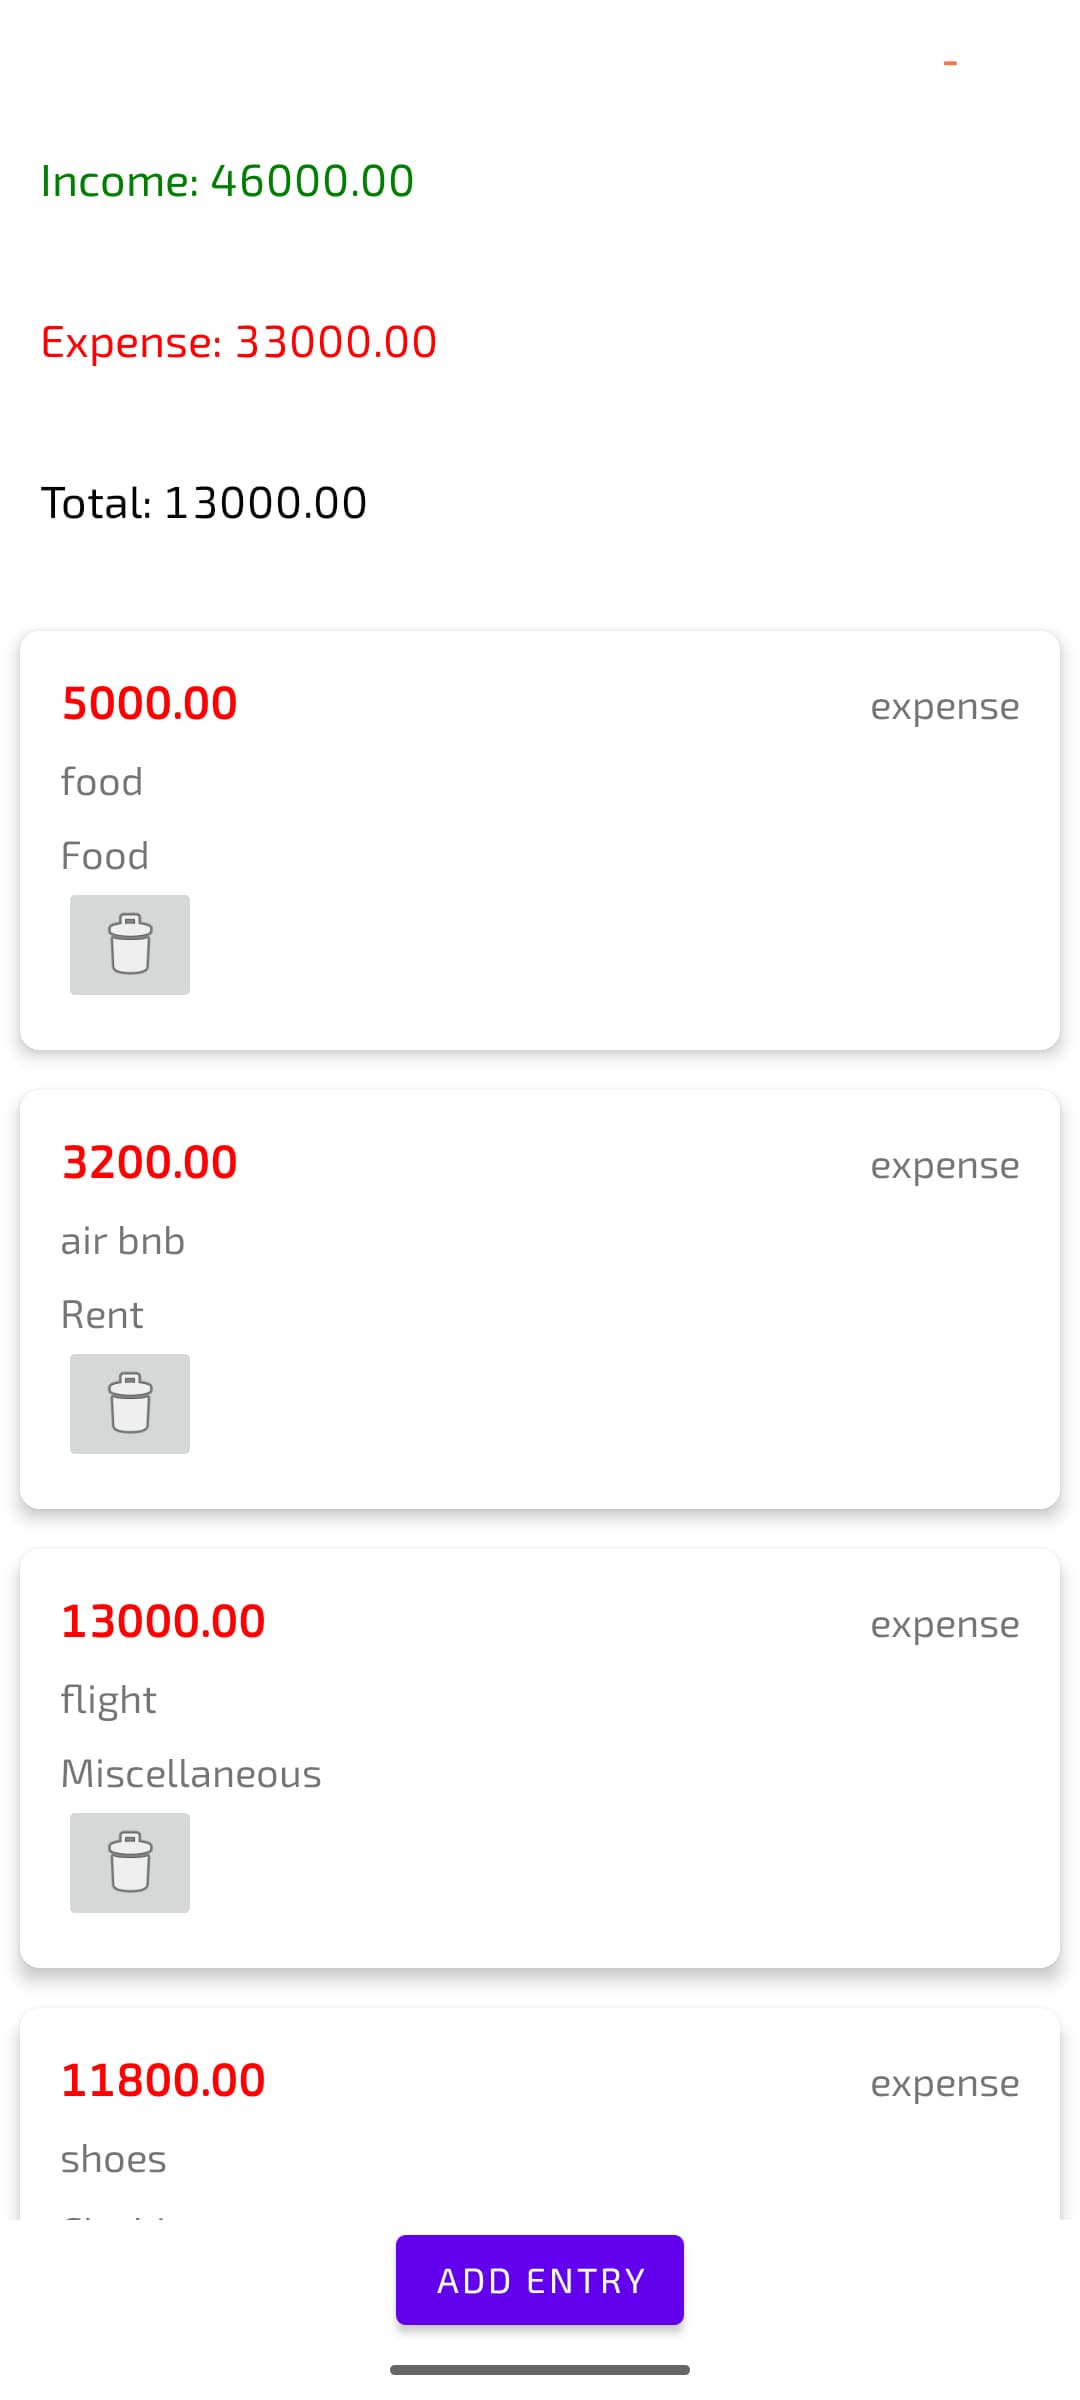 Income: 46000.00
Expense: 33000.00
Total: 13000.00
5000.00 expense
food
Food
3200.00 expense
air bnb
Rent
13000.00 expense
flight
Miscellaneous
11800.00 expense
shoes
ADD ENTRY